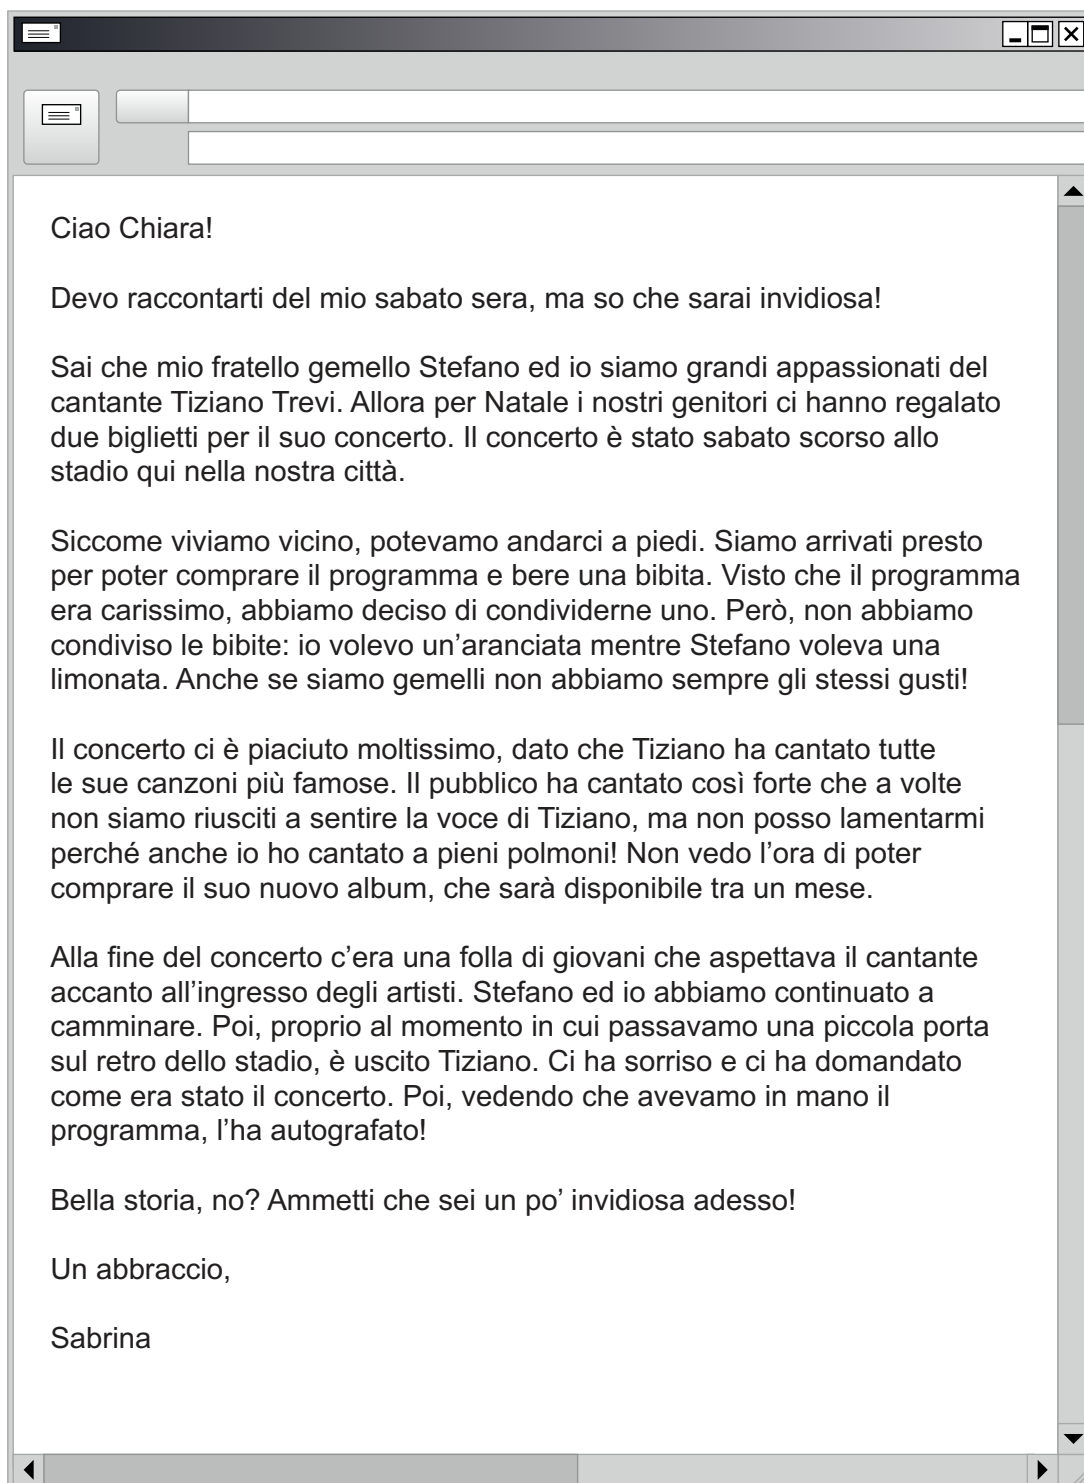 Ciao Chiara!
Devo raccontarti del mio sabato sera, ma so che sarai invidiosa!
Sai che mio fratello gemello Stefano ed io siamo grandi appassionati del
cantante Tiziano Trevi. Allora per Natale i nostri genitori ci hanno regalato
due biglietti per il suo concerto. Il concerto è stato sabato scorso allo
stadio qui nella nostra città.
Siccome viviamo vicino, potevamo andarci a piedi. Siamo arrivati presto
per poter comprare il programma e bere una bibita. Visto che il programma
era carissimo, abbiamo deciso di condividerne uno. Però, non abbiamo
condiviso le bibite: io volevo un’aranciata mentre Stefano voleva una
limonata. Anche se siamo gemelli non abbiamo sempre gli stessi gusti!
Il concerto ci è piaciuto moltissimo, dato che Tiziano ha cantato tutte
le sue canzoni più famose. Il pubblico ha cantato così forte che a volte
non siamo riusciti a sentire la voce di Tiziano, ma non posso lamentarmi
perché anche io ho cantato a pieni polmoni! Non vedo l’ora di poter
comprare il suo nuovo album, che sarà disponibile tra un mese.
Alla fine del concerto c’era una folla di giovani che aspettava il cantante
accanto all’ingresso degli artisti. Stefano ed io abbiamo continuato a
camminare. Poi, proprio al momento in cui passavamo una piccola porta
sul retro dello stadio, è uscito Tiziano. Ci ha sorriso e ci ha domandato
come era stato il concerto. Poi, vedendo che avevamo in mano il
programma, l’ha autografato!
Bella storia, no? Ammetti che sei un po’ invidiosa adesso!
Un abbraccio,
Sabrina